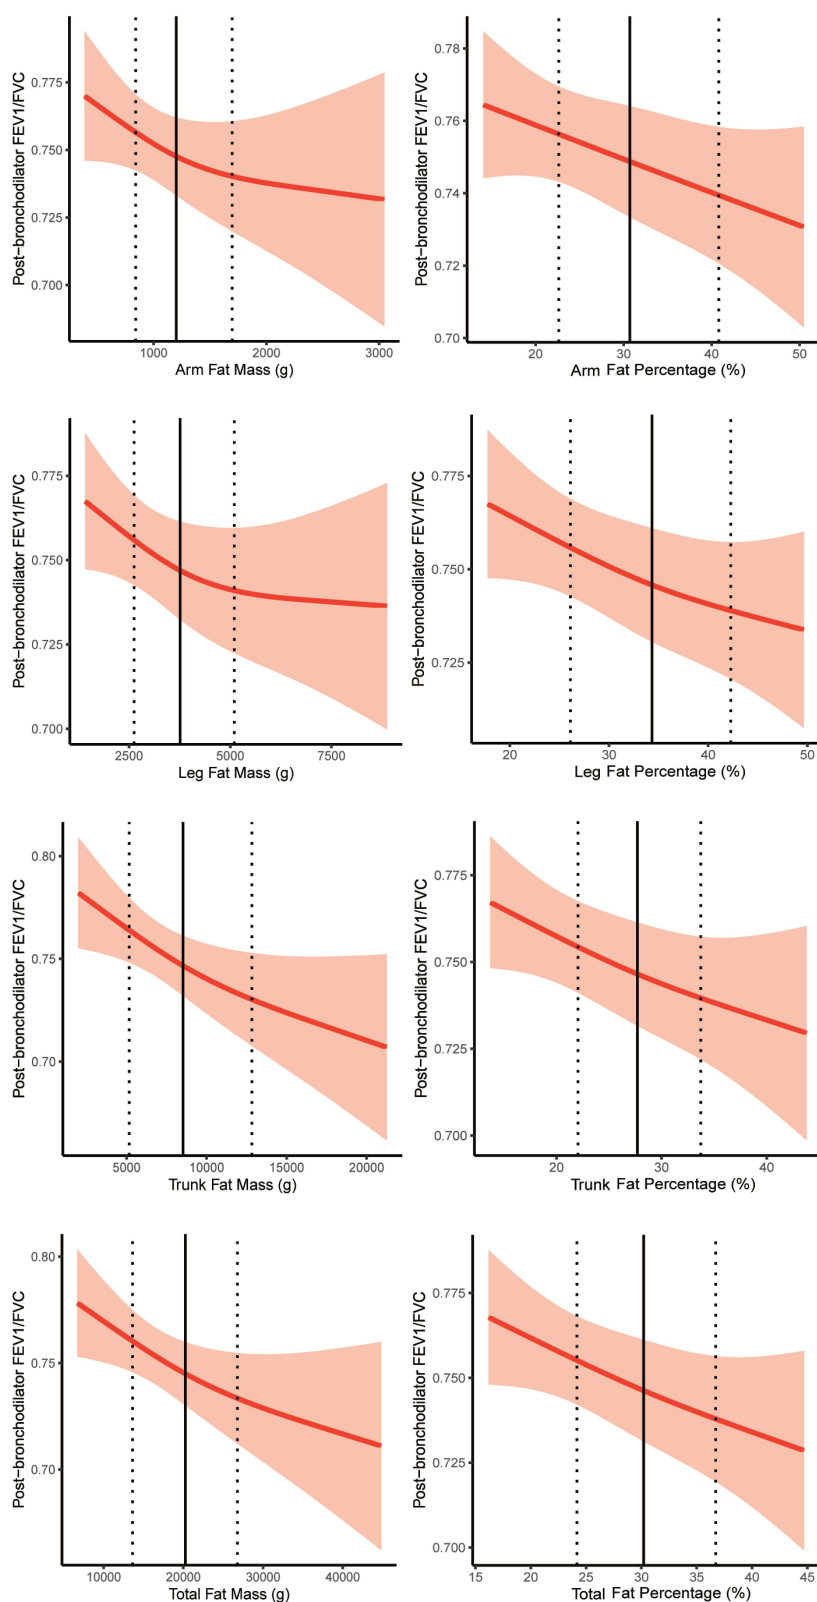 Post-bronchodilator FEV1/FVC
0.775
0.750
0.725
0.700
1000 2000 3000
Arm Fat Mass (g)
Post-bronchodilator FEV1/FVC
0.78
0.76
0.74
0.72
0.70
20 30 40 50
Arm Fat Percentage (%)
Post-bronchodilator FEV1/FVC
0.775
0.750
0.725
0.700
2500 5000 7500
Leg Fat Mass (g)
Post-bronchodilator FEV1/FVC
0.775
0.750
0.725
20 30 40 50
Leg Fat Percentage (%)
Post-bronchodilator FEV1/FVC
0.80
0.75
0.70
5000 10000 15000 20000
Trunk Fat Mass (g)
Post-bronchodilator FEV1/FVC
0.775
0.750
0.725
0.700
20 30 40
Trunk Fat Percentage (%)
Post-bronchodilator FEV1/FVC
0.80
0.75
0.70
10000 20000 30000 40000
Total Fat Mass (g)
Post-bronchodilator FEV1/FVC
0.775
0.750
0.725
0.700
15 20 25 30 35 40 45
Total Fat Percentage (%)